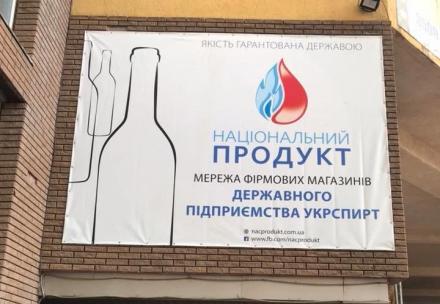 ЯКІСТЬ ГАРАНТОВАНА ДЕРЖАВОЮ
НАЦІОНАЛЬНИЙ
ПРОДУКТ
МЕРЕЖА ФІРМОВИХ МАГАЗИНІВ
ДЕРЖАВНОГО
ПІДПРИЄМСТВА УКРСПИРТ
nacprodukt.com.ua
www.fb.com/nacprodukt